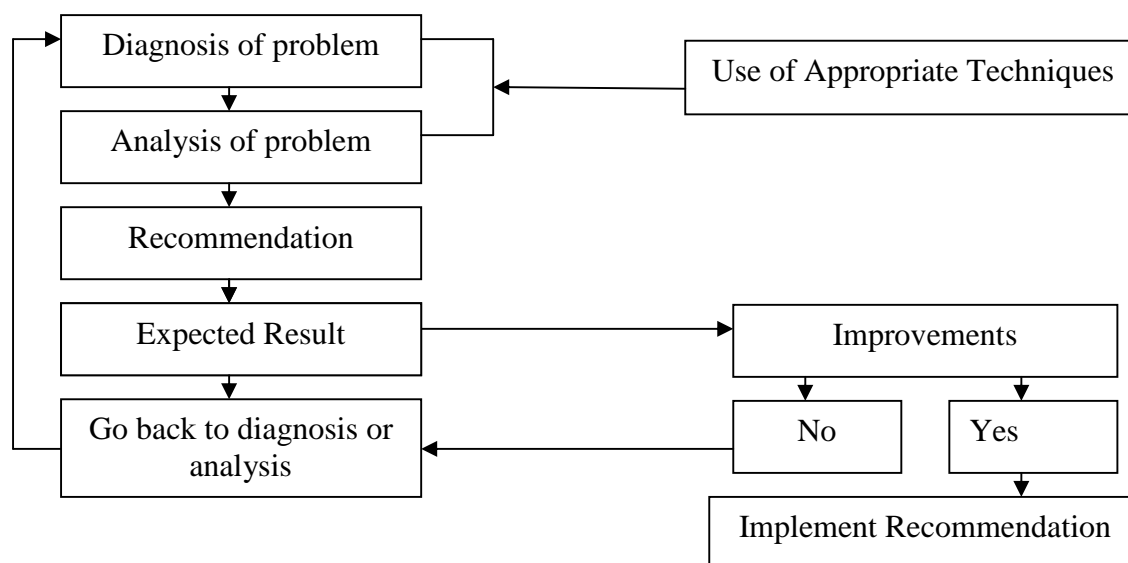 Diagnosis of problem
Use of Appropriate Techniques
Analysis of problem
Recommendation
Expected Result
Improvements
Go back to diagnosis or
analysis
No
Yes
Implement Recommendation